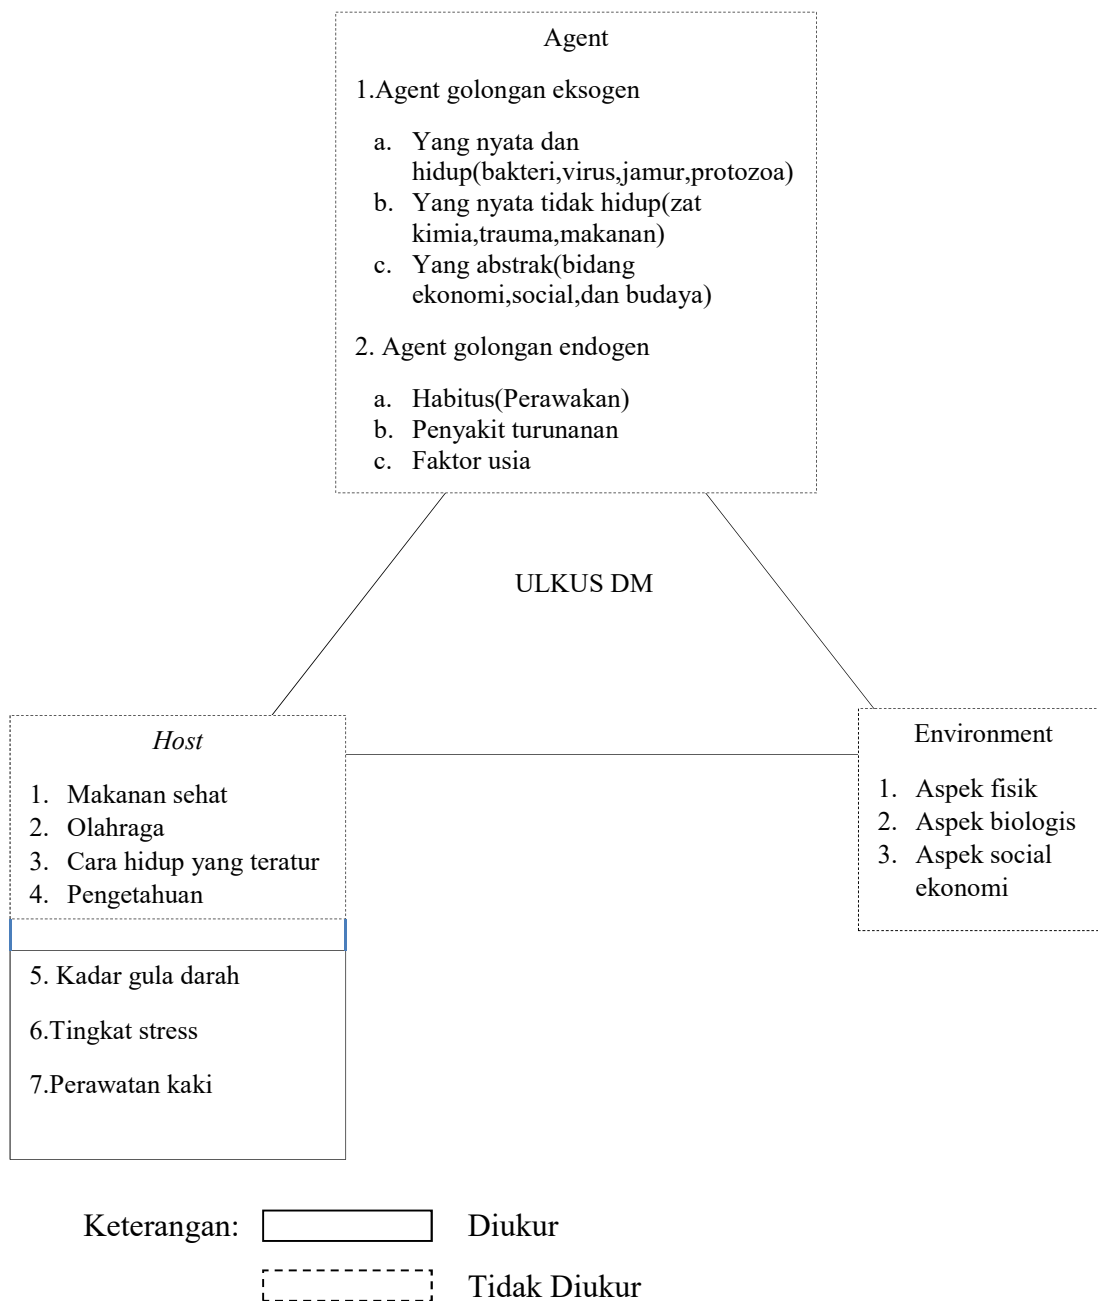 Agent
1.Agent golongan eksogen
a. Yang nyata dan
hidup(bakteri,virus,jamur,protozoa)
b. Yang nyata tidak hidup(zat
kimia,trauma,makanan)
c. Yang abstrak(bidang
ekonomi,social,dan budaya)
2. Agent golongan endogen
a. Habitus(Perawakan)
b. Penyakit turunanan
c. Faktor usia
ULKUS DM
Host
1. Makanan sehat
2. Olahraga
3. Cara hidup yang teratur
4. Pengetahuan
5. Kadar gula darah
6.Tingkat stress
7.Perawatan kaki
Environment
1. Aspek fisik
2. Aspek biologis
3. Aspek social
ekonomi
Keterangan: Diukur
Tidak Diukur